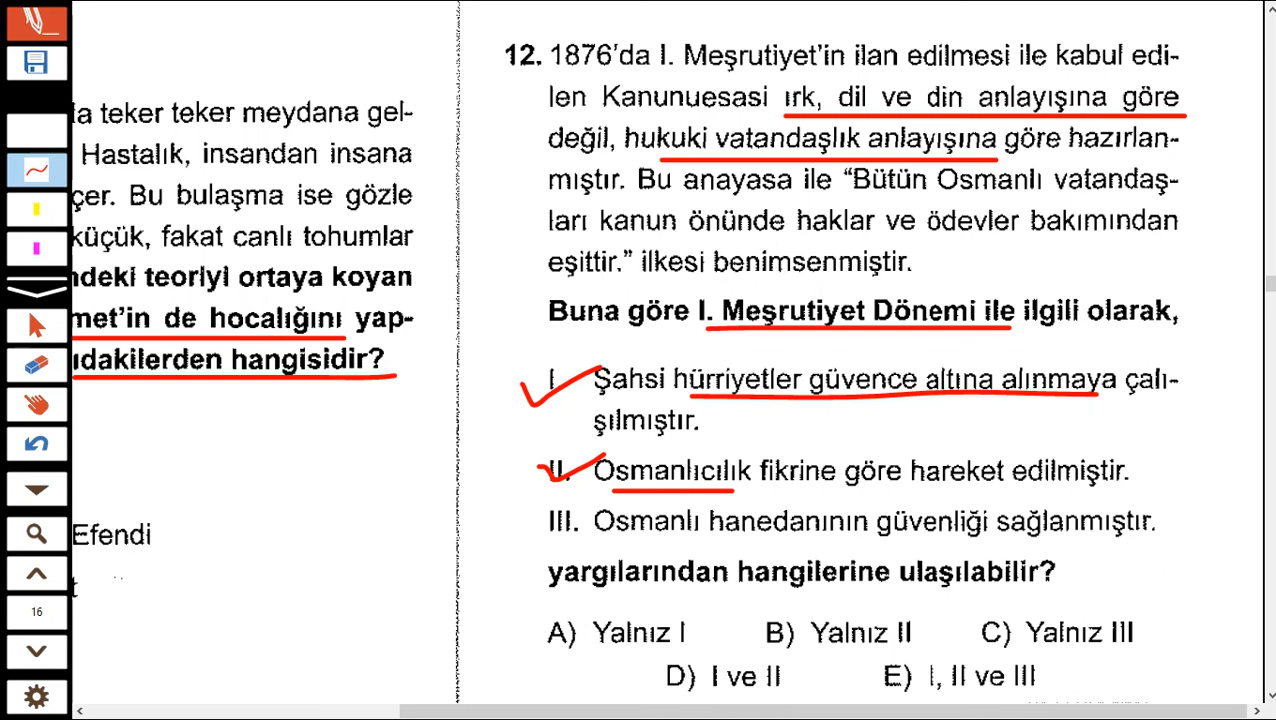 la teker teker meydana gel-
Hastalık, insandan insana
çer. Bu bulaşma ise gözle
küçük, fakat canlı tohumlar
ndeki teoriyi ortaya koyan
met'in de hocalığını yap-
ıdakilerden hangisidir?
Efendi
t
12. 1876'da I. Meşrutiyet'in ilan edilmesi ile kabul edi-
len Kanunuesasi ırk, dil ve din anlayışına göre
değil, hukuki vatandaşlık anlayışına göre hazırlan-
mıştır. Bu anayasa ile “Bütün Osmanlı vatandaş-
ları kanun önünde haklar ve ödevler bakımından
eşittir.” ilkesi benimsenmiştir.
Buna göre I. Meşrutiyet Dönemi ile ilgili olarak,
I. Şahsi hürriyetler güvence altına alınmaya çalı-
şılmıştır.
II. Osmanlıcılık fikrine göre hareket edilmiştir.
III. Osmanlı hanedanının güvenliği sağlanmıştır.
yargılarından hangilerine ulaşılabilir?
A) Yalnız I B) Yalnız II C) Yalnız III
D) I ve II E) I, II ve III
16